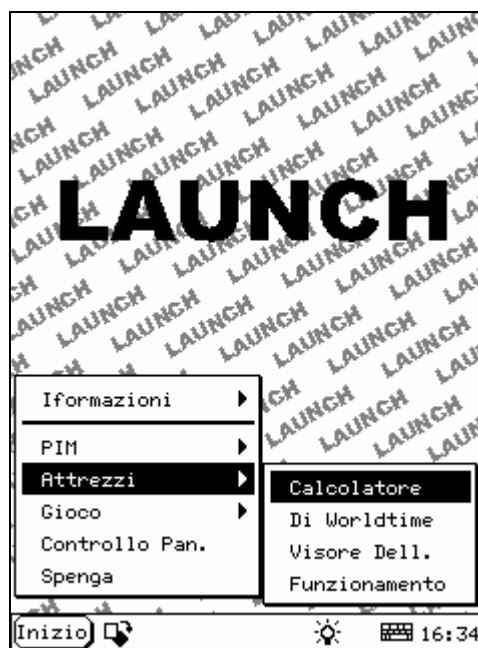 LAUNCH
Iformazioni
PIM
Attrezzi
Gioco
Controllo Pan.
Spenga
Calcolatore
Di Worldtime
Visore Dell.
Funzionamento
Inizio
16:34